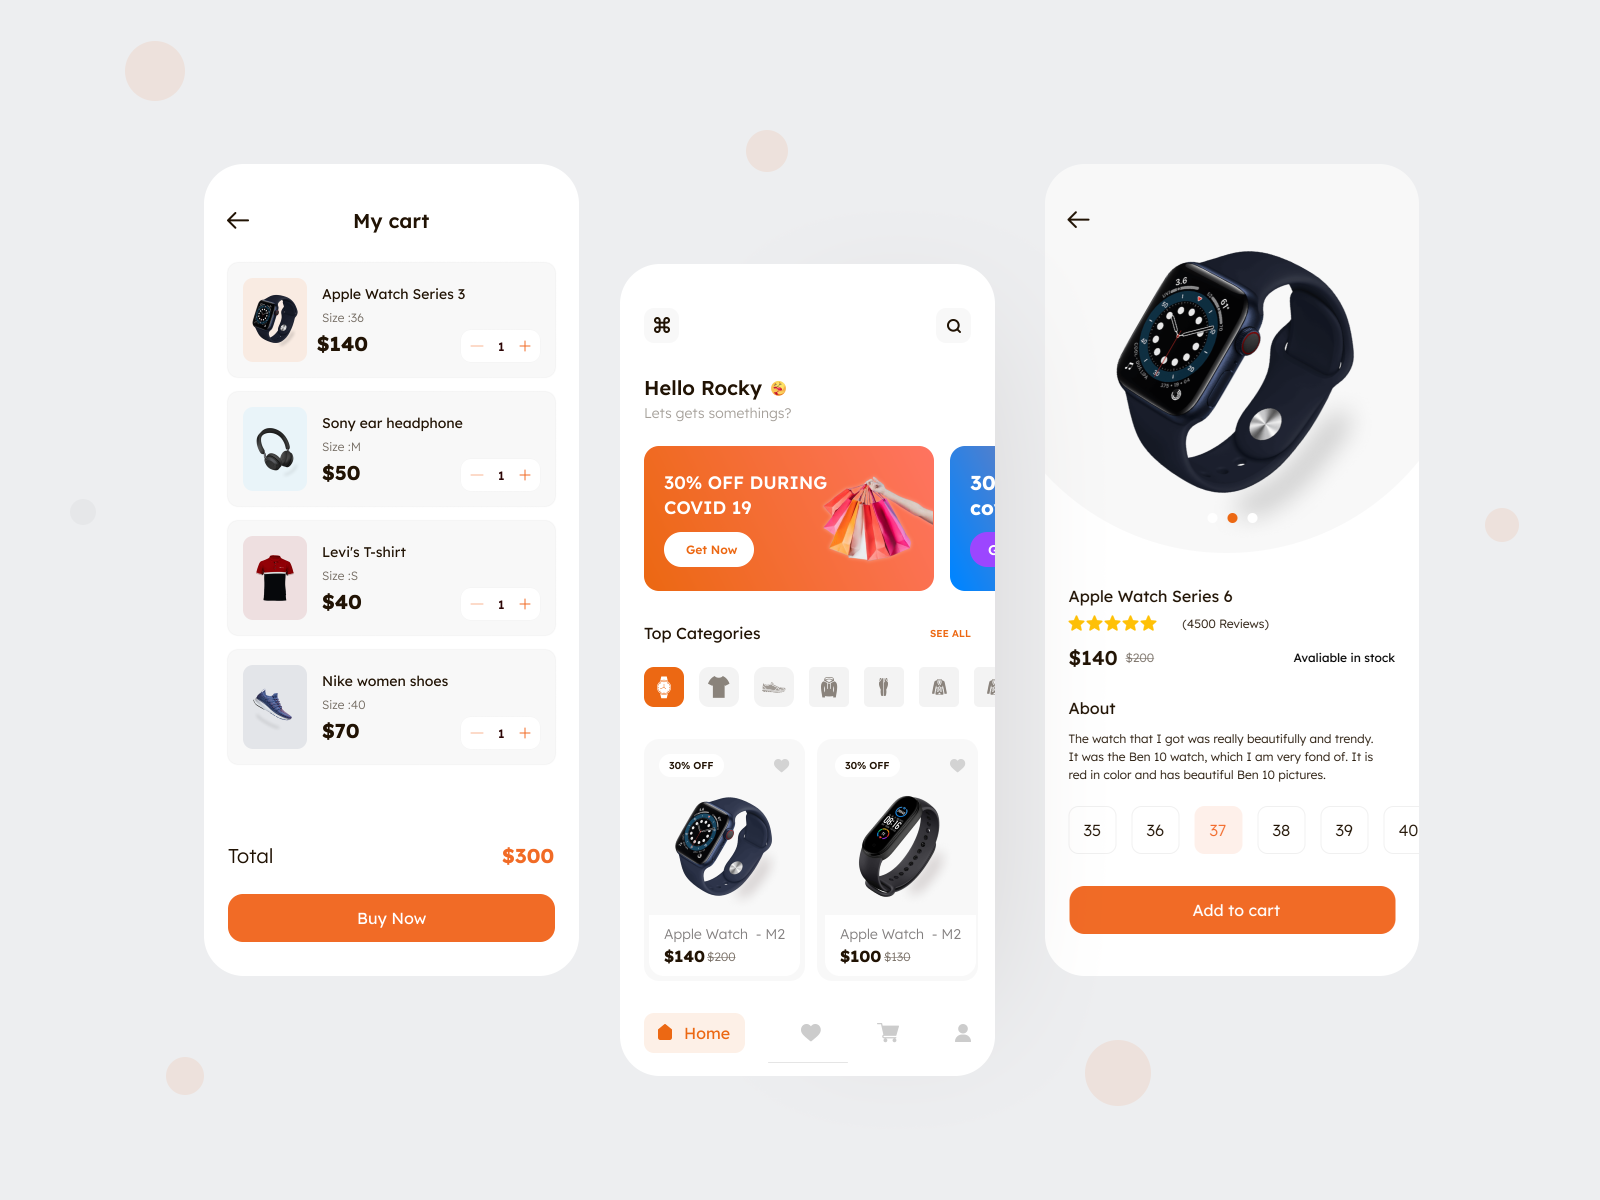 My cart
Apple Watch Series 3
Size :36
$140
1
Sony ear headphone
Size :M
$50
1
Levi's T-shirt
Size :S
$40
1
Nike women shoes
Size :40
$70
1
Total
$300
Buy Now
Hello Rocky
Lets gets somethings?
30% OFF DURING
COVID 19
Get Now
30
co
G
Top Categories
SEE ALL
30% OFF
30% OFF
Apple Watch - M2
$140 $200
Apple Watch - M2
$100 $130
Home
Apple Watch Series 6
(4500 Reviews)
$140 $200
Avaliable in stock
About
The watch that I got was really beautifully and trendy.
It was the Ben 10 watch, which I am very fond of. It is
red in color and has beautiful Ben 10 pictures.
35 36 37 38 39 40
Add to cart